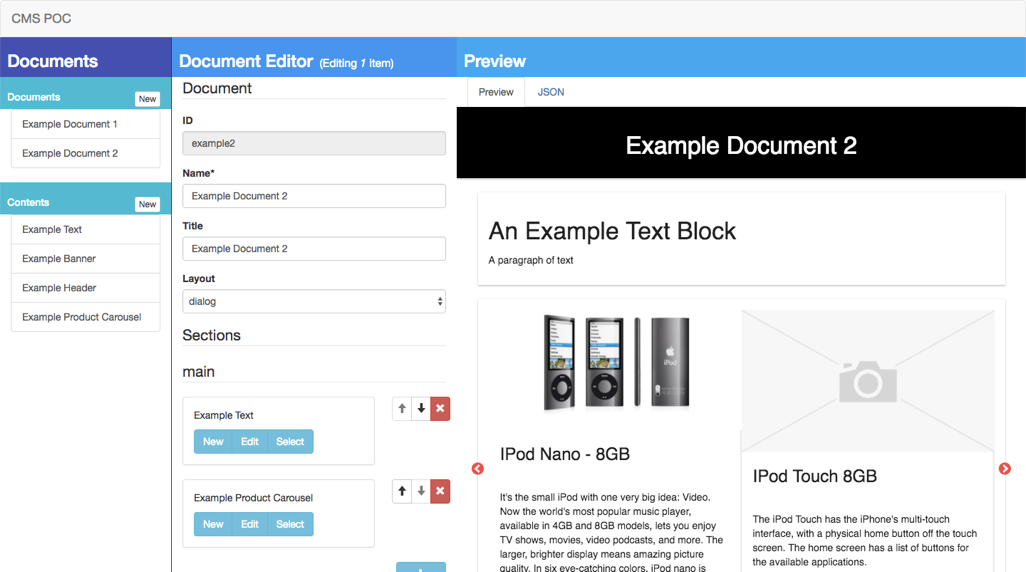 CMS POC
Documents
Documents
New
Example Document 1
Example Document 2
Contents
New
Example Text
Example Banner
Example Header
Example Product Carousel
Document Editor (Editing 1 item)
Document
ID
example2
Name*
Example Document 2
Title
Example Document 2
Layout
dialog
Sections
main
Example Text
New Edit Select
Example Product Carousel
New Edit Select
Preview
Preview JSON
Example Document 2
An Example Text Block
A paragraph of text
iPod
IPod Nano - 8GB
It's the small iPod with one very big idea: Video.
Now the world's most popular music player,
available in 4GB and 8GB models, lets you enjoy
TV shows, movies, video podcasts, and more. The
larger, brighter display means amazing picture
quality. In six eye-catching colors, iPod nano is
IPod Touch 8GB
The iPod Touch has the iPhone's multi-touch
interface, with a physical home button off the touch
screen. The home screen has a list of buttons for
the available applications.